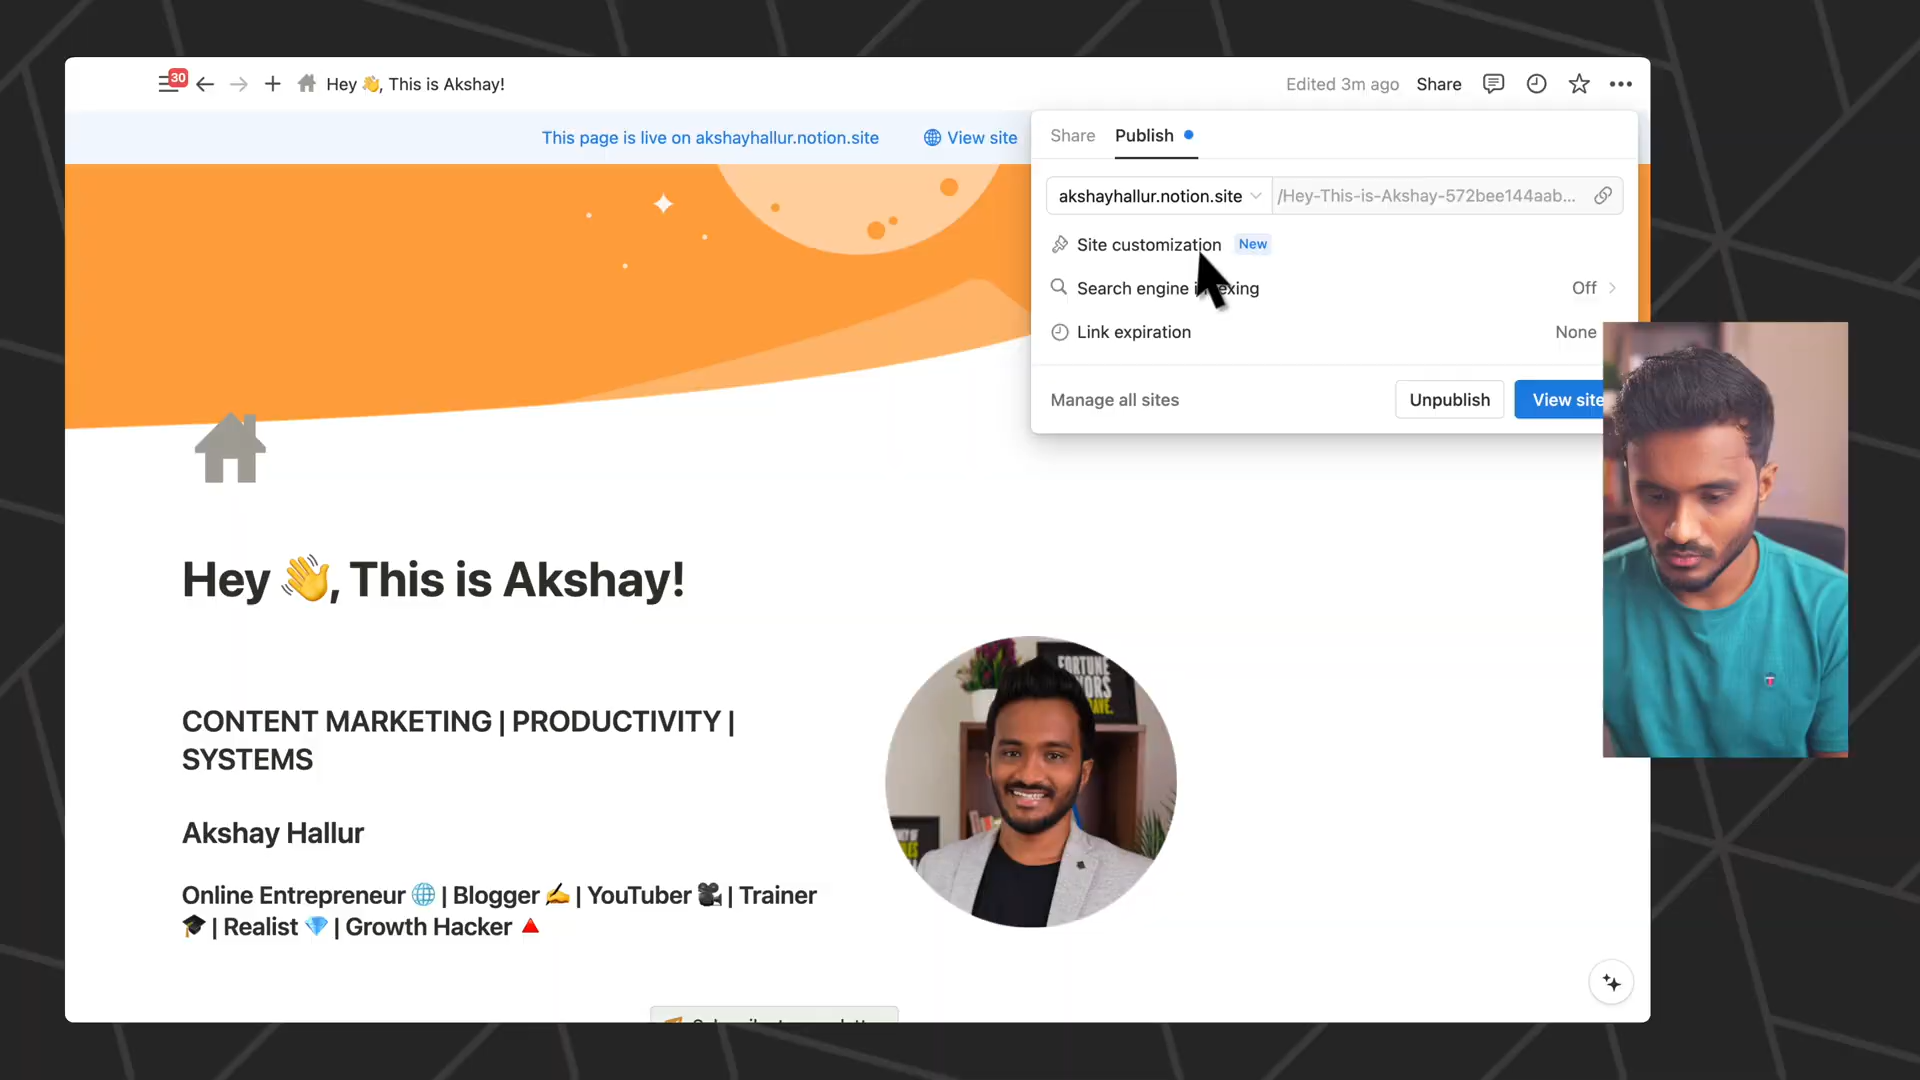 30
Hey 👋, This is Akshay!
Edited 3m ago
Share
This page is live on akshayhallur.notion.site
View site
Share
Publish
akshayhallur.notion.site
/Hey-This-is-Akshay-572bee144aab...
Site customization
New
Search engine
Off
Link expiration
None
Manage all sites
Unpublish
View site
Hey 👋, This is Akshay!
CONTENT MARKETING | PRODUCTIVITY |
SYSTEMS
Akshay Hallur
Online Entrepreneur 🌐 | Blogger ✍️ | YouTuber 🎥 | Trainer
🎓 | Realist 💎 | Growth Hacker 🔺
FORTUNE